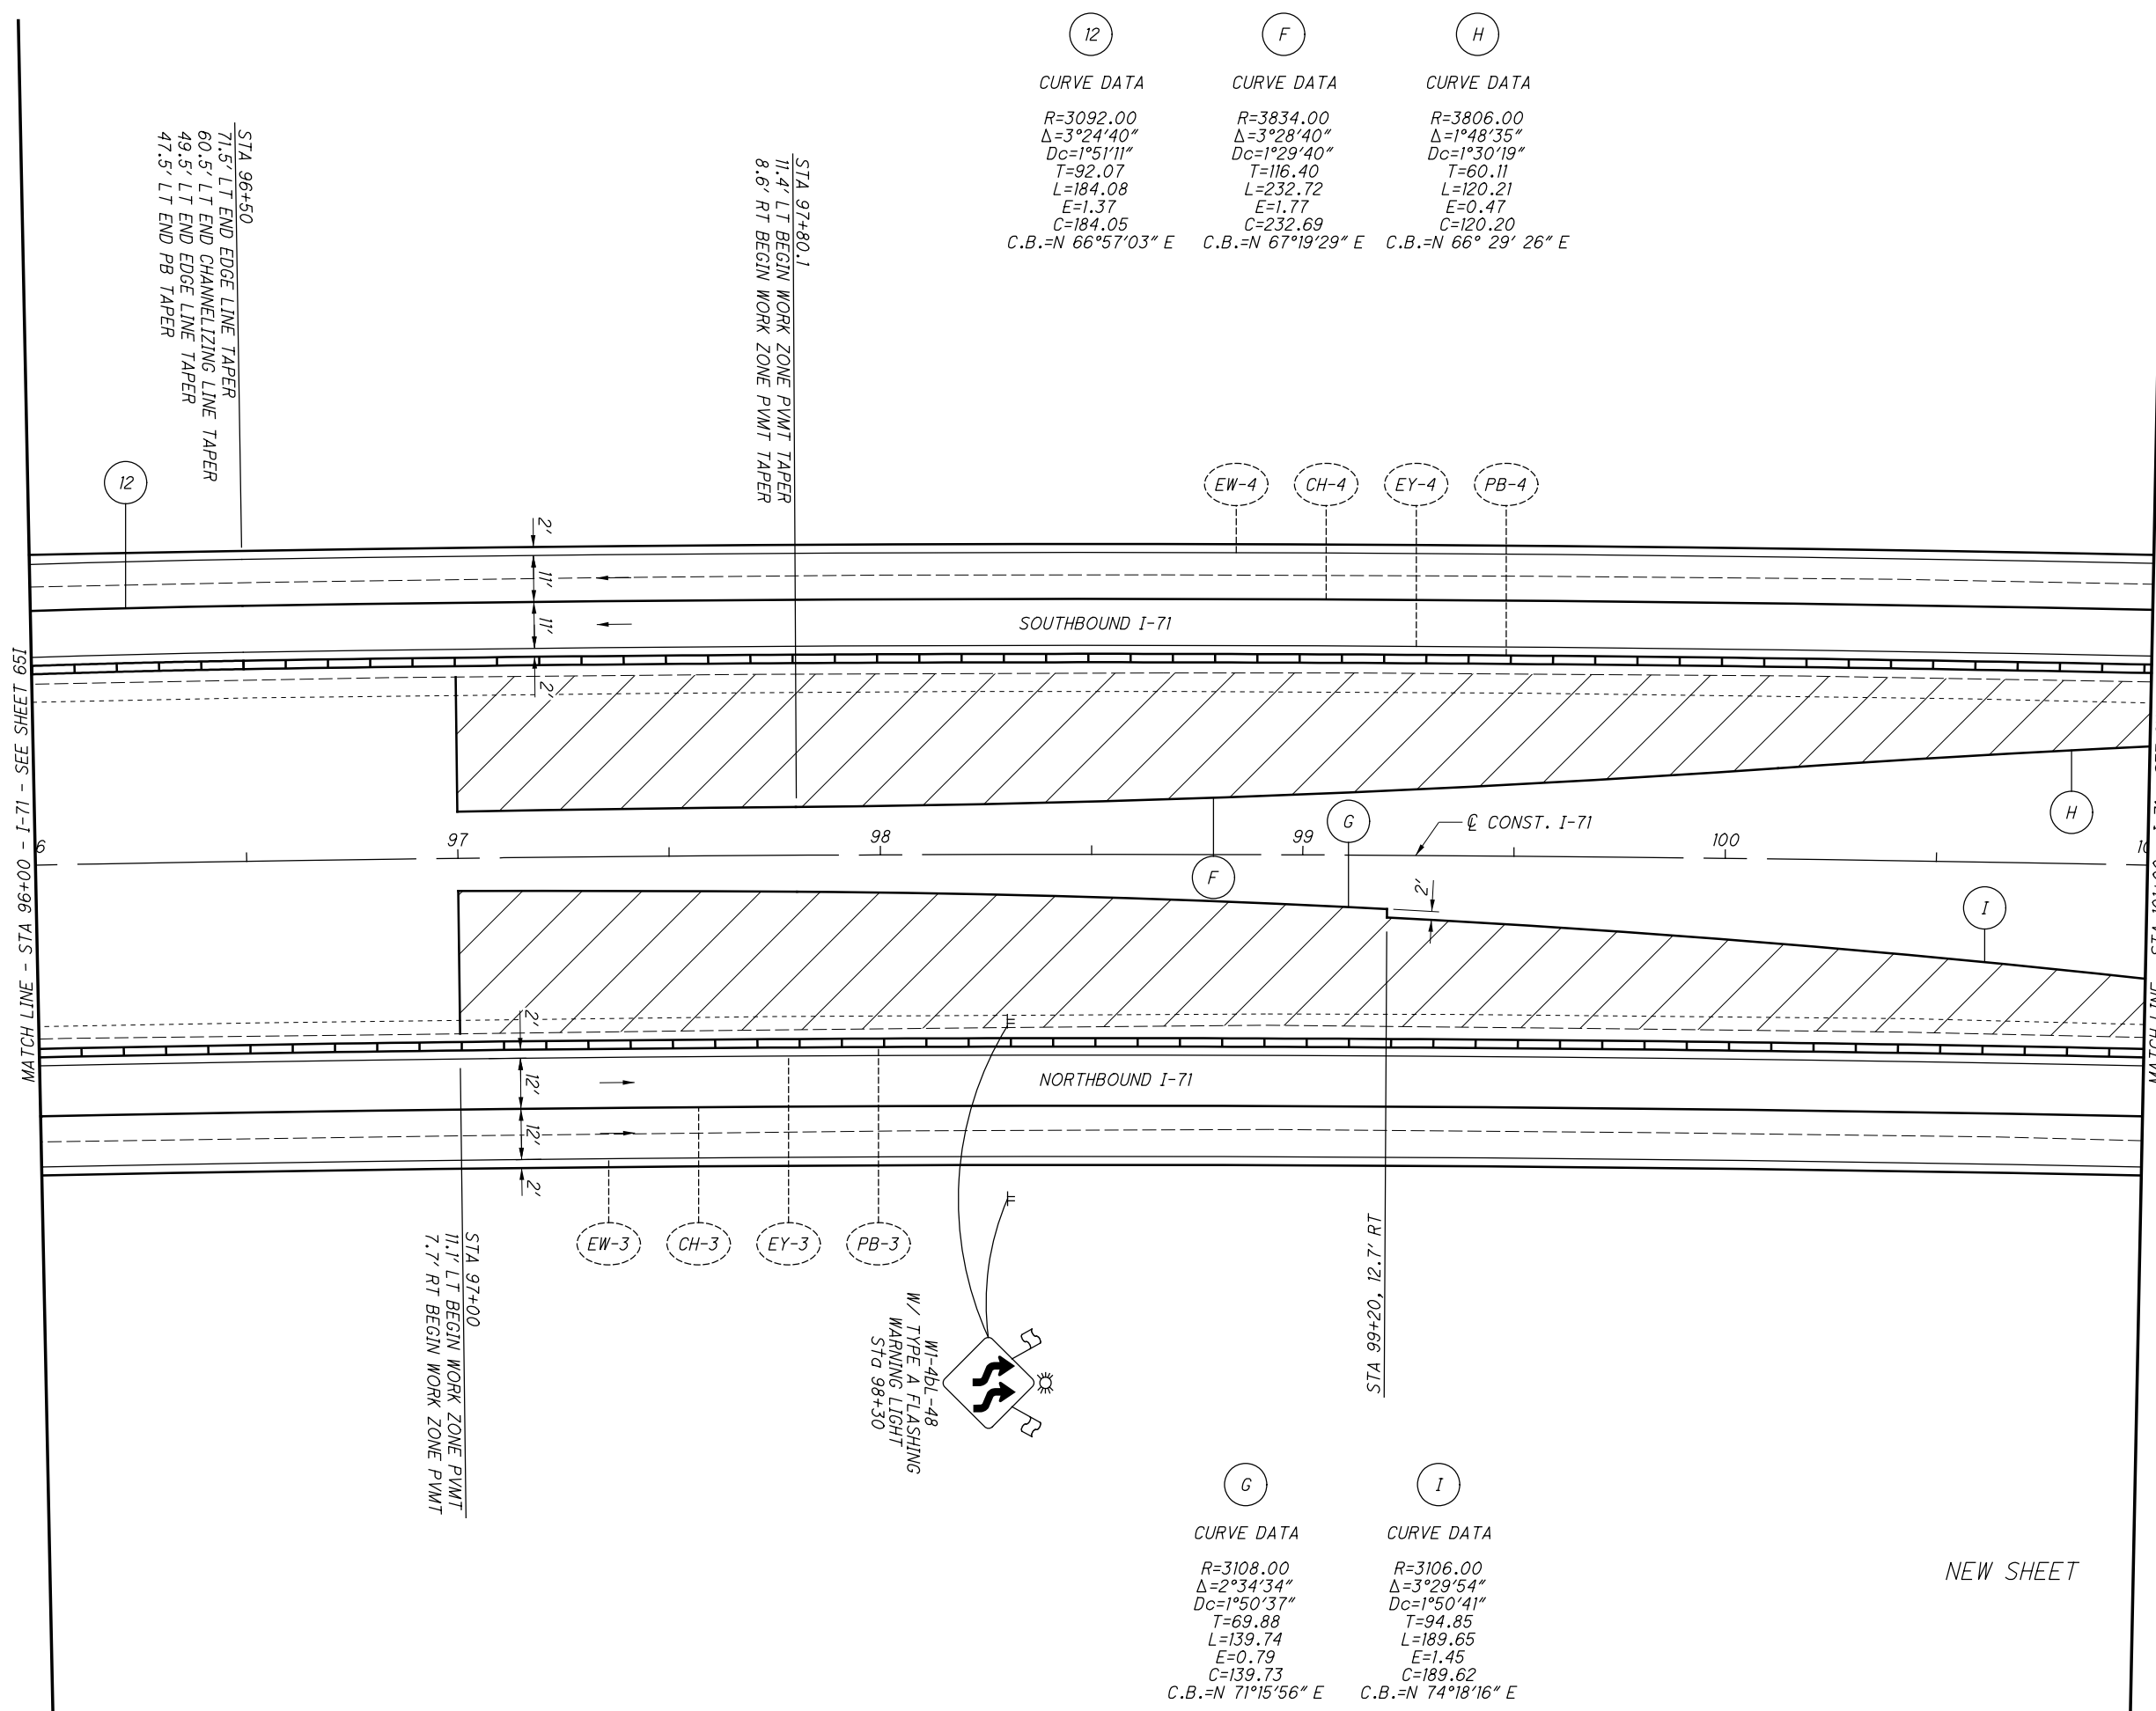 12
CURVE DATA
R=3092.00
Δ=3°24'40"
Dc=1°51'11"
T=92.07
L=184.08
E=1.37
C=184.05
C.B.=N 66°57'03" E
F
CURVE DATA
R=3834.00
Δ=3°28'40"
Dc=1°29'40"
T=116.40
L=232.72
E=1.77
C=232.69
C.B.=N 67°19'29" E
H
CURVE DATA
R=3806.00
Δ=1°48'35"
Dc=1°30'19"
T=60.11
L=120.21
E=0.47
C=120.20
C.B.=N 66° 29' 26" E
STA 96+50
71.5' LT END EDGE LINE TAPER
60.5' LT END CHANNELIZING LINE TAPER
49.5' LT END EDGE LINE TAPER
47.5' LT END PB TAPER
STA 97+80.1
11.4' LT BEGIN WORK ZONE PVMT TAPER
8.6' RT BEGIN WORK ZONE PVMT TAPER
12
EW-4
CH-4
EY-4
PB-4
2'
11'
11'
2'
SOUTHBOUND I-71
MATCH LINE - STA 96+00 - I-71 - SEE SHEET 65I
6
97
98
99
100
℄ CONST. I-71
F
G
H
I
2'
2'
12'
12'
2'
NORTHBOUND I-71
EW-3
CH-3
EY-3
PB-3
STA 97+00
11.1' LT BEGIN WORK ZONE PVMT
7.7' RT BEGIN WORK ZONE PVMT
W1-4bL-48
W/ TYPE A FLASHING
WARNING LIGHT
Sta 98+30
STA 99+20, 12.7' RT
G
CURVE DATA
R=3108.00
Δ=2°34'34"
Dc=1°50'37"
T=69.88
L=139.74
E=0.79
C=139.73
C.B.=N 71°15'56" E
I
CURVE DATA
R=3106.00
Δ=3°29'54"
Dc=1°50'41"
T=94.85
L=189.65
E=1.45
C=189.62
C.B.=N 74°18'16" E
NEW SHEET